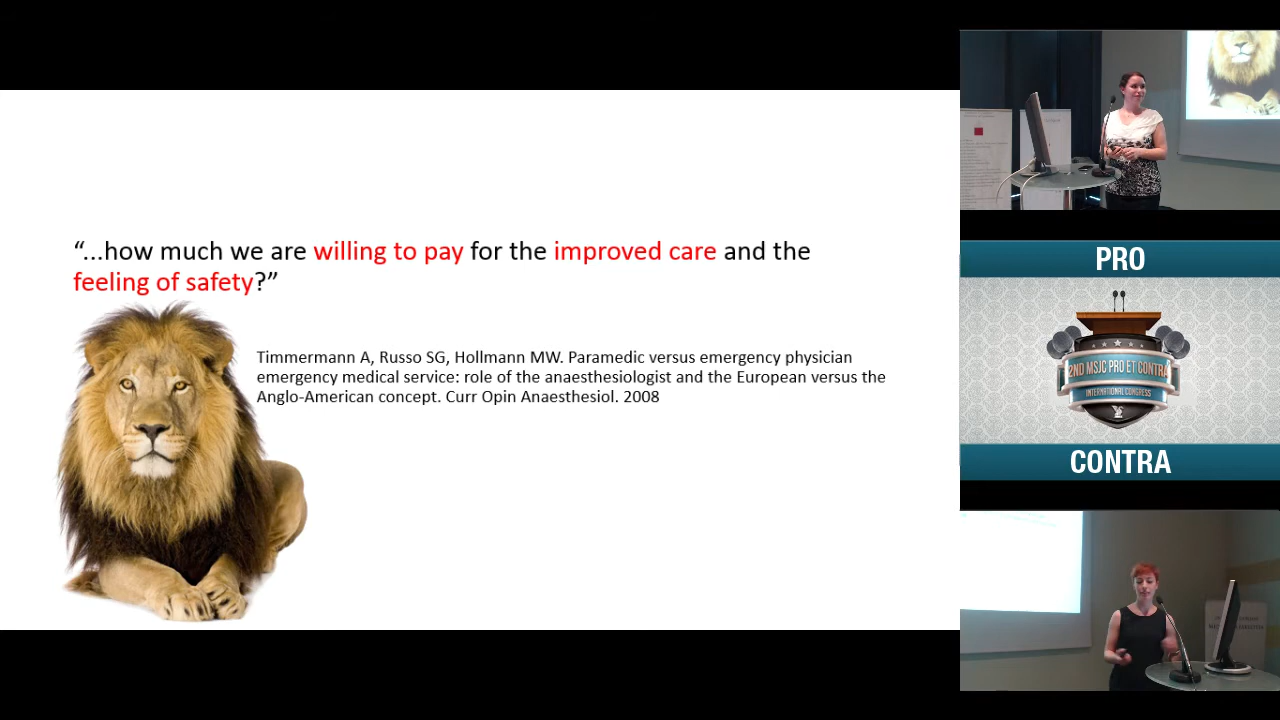 “...how much we are willing to pay for the improved care and the
feeling of safety?”
Timmermann A, Russo SG, Hollmann MW. Paramedic versus emergency physician
emergency medical service: role of the anaesthesiologist and the European versus the
Anglo-American concept. Curr Opin Anaesthesiol. 2008
PRO
2ND MSJC PRO ET CONTRA
INTERNATIONAL CONGRESS
CONTRA